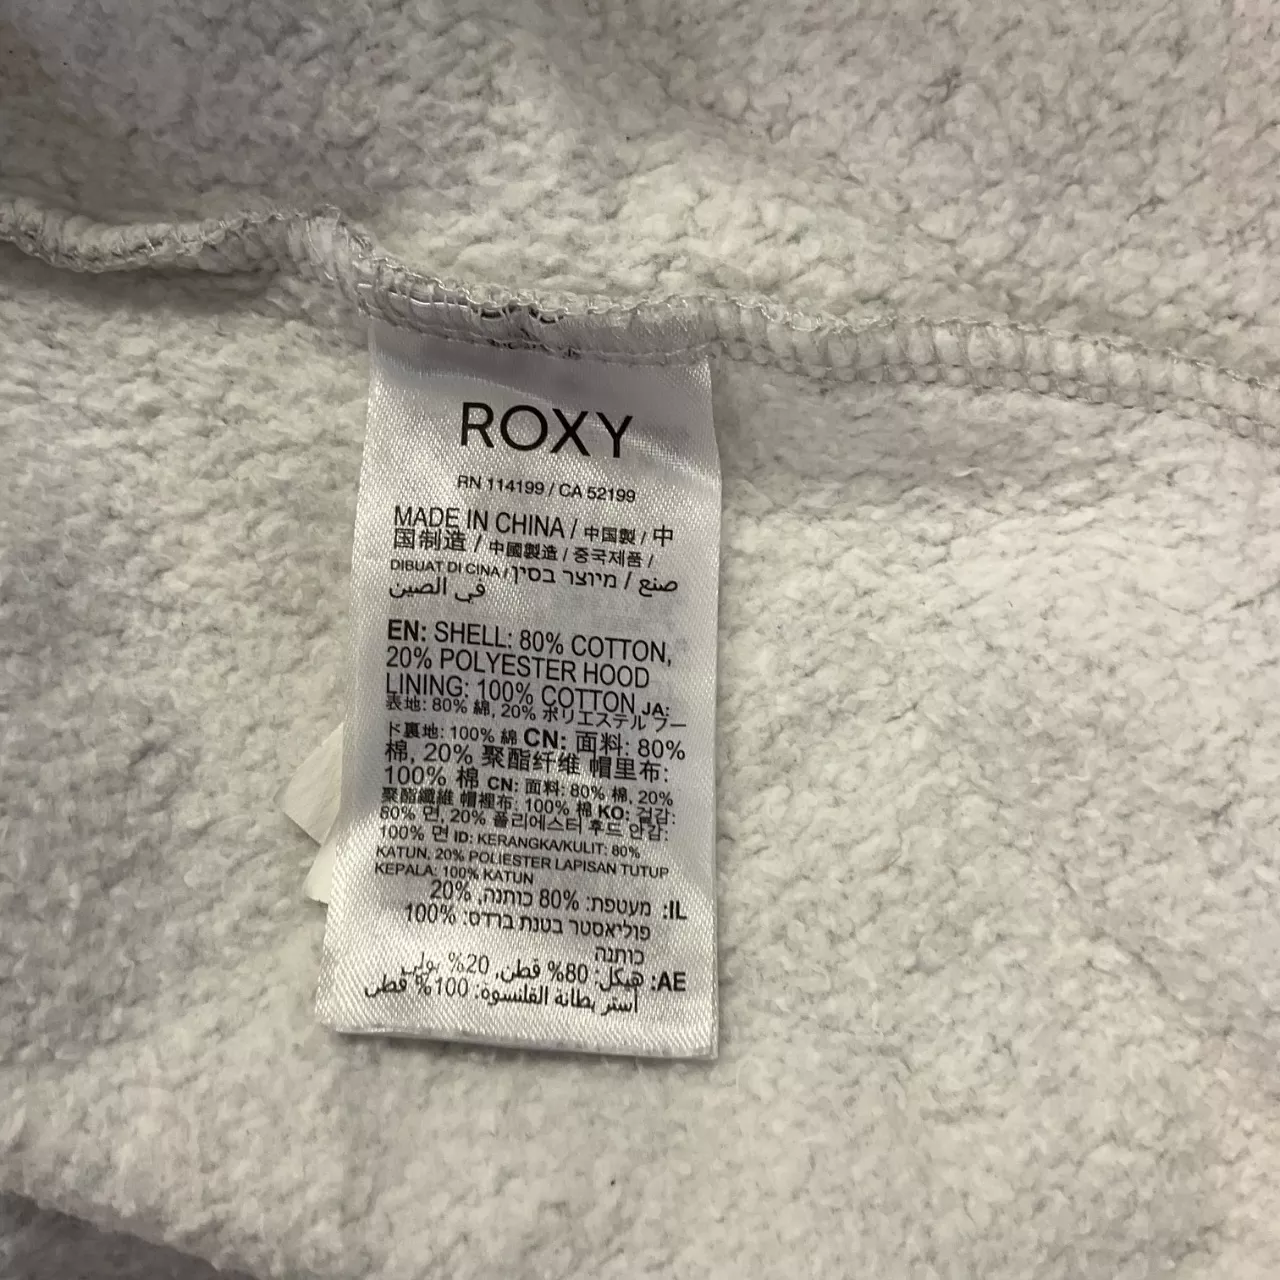 ROXY
RN 114199 / CA 52199
MADE IN CHINA / 中国製 / 中
国制造 / 中國製造 / 중국제품 /
DIBUAT DI CINA / מיוצר בסין / صنع
في الصين
EN: SHELL: 80% COTTON,
20% POLYESTER HOOD
LINING: 100% COTTON JA:
表地: 80% 綿, 20% ポリエステル フー
ド裏地: 100% 綿 CN: 面料: 80%
棉, 20% 聚酯纤维 帽里布:
100% 棉 CN: 面料: 80% 棉, 20%
聚酯纖維 帽裡布: 100% 棉 KO: 겉감:
80% 면, 20% 폴리에스터 후드 안감:
100% 면 ID: KERANGKA/KULIT: 80%
KATUN, 20% POLIESTER LAPISAN TUTUP
KEPALA: 100% KATUN
IL: מעטפת: 80% כותנה, 20%
פוליאסטר בטנת ברדס: 100%
כותנה
AE: هيكل: 80% قطن, 20% بولي
أستر بطانة القلنسوة: 100% قطن